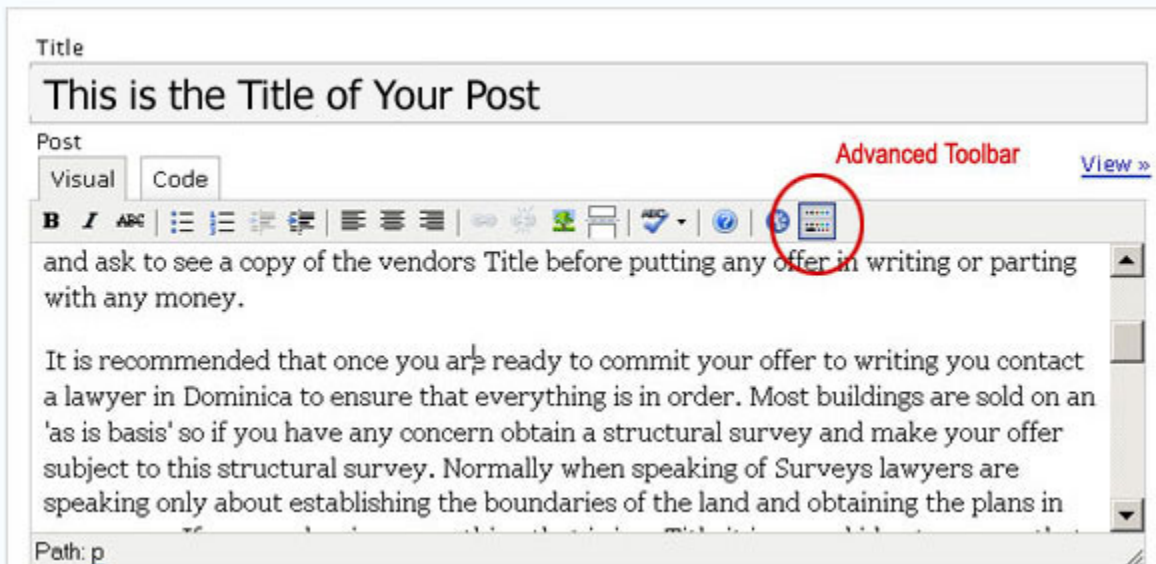 Title
This is the Title of Your Post
Post
Advanced Toolbar
View »
Visual Code
B I ABC ABC
and ask to see a copy of the vendors Title before putting any offer in writing or parting
with any money.
It is recommended that once you are ready to commit your offer to writing you contact
a lawyer in Dominica to ensure that everything is in order. Most buildings are sold on an
'as is basis' so if you have any concern obtain a structural survey and make your offer
subject to this structural survey. Normally when speaking of Surveys lawyers are
speaking only about establishing the boundaries of the land and obtaining the plans in
Path: p